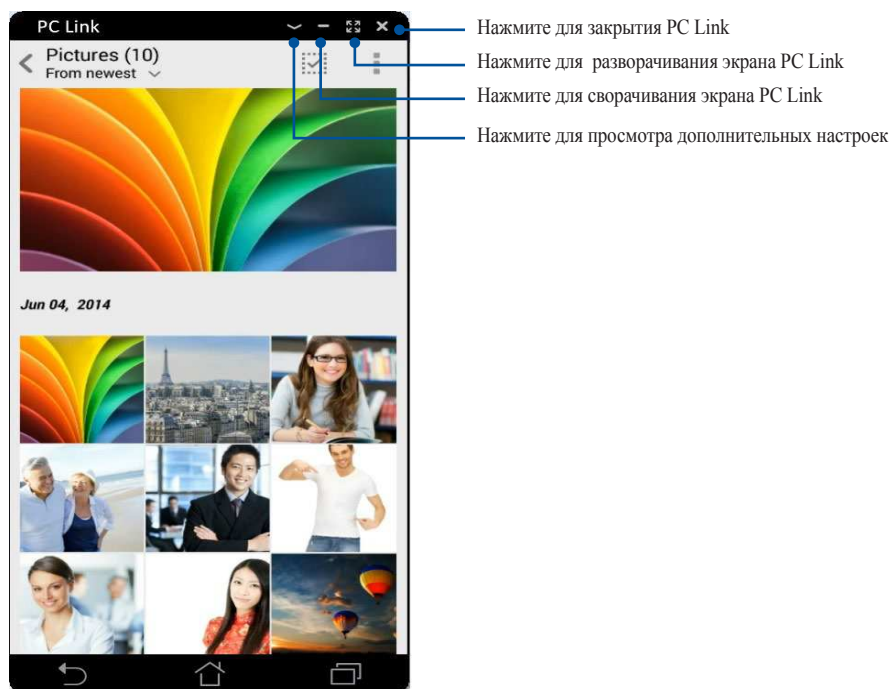 PC Link
Pictures (10)
From newest
Jun 04, 2014
Нажмите для закрытия PC Link
Нажмите для разворачивания экрана PC Link
Нажмите для сворачивания экрана PC Link
Нажмите для просмотра дополнительных настроек